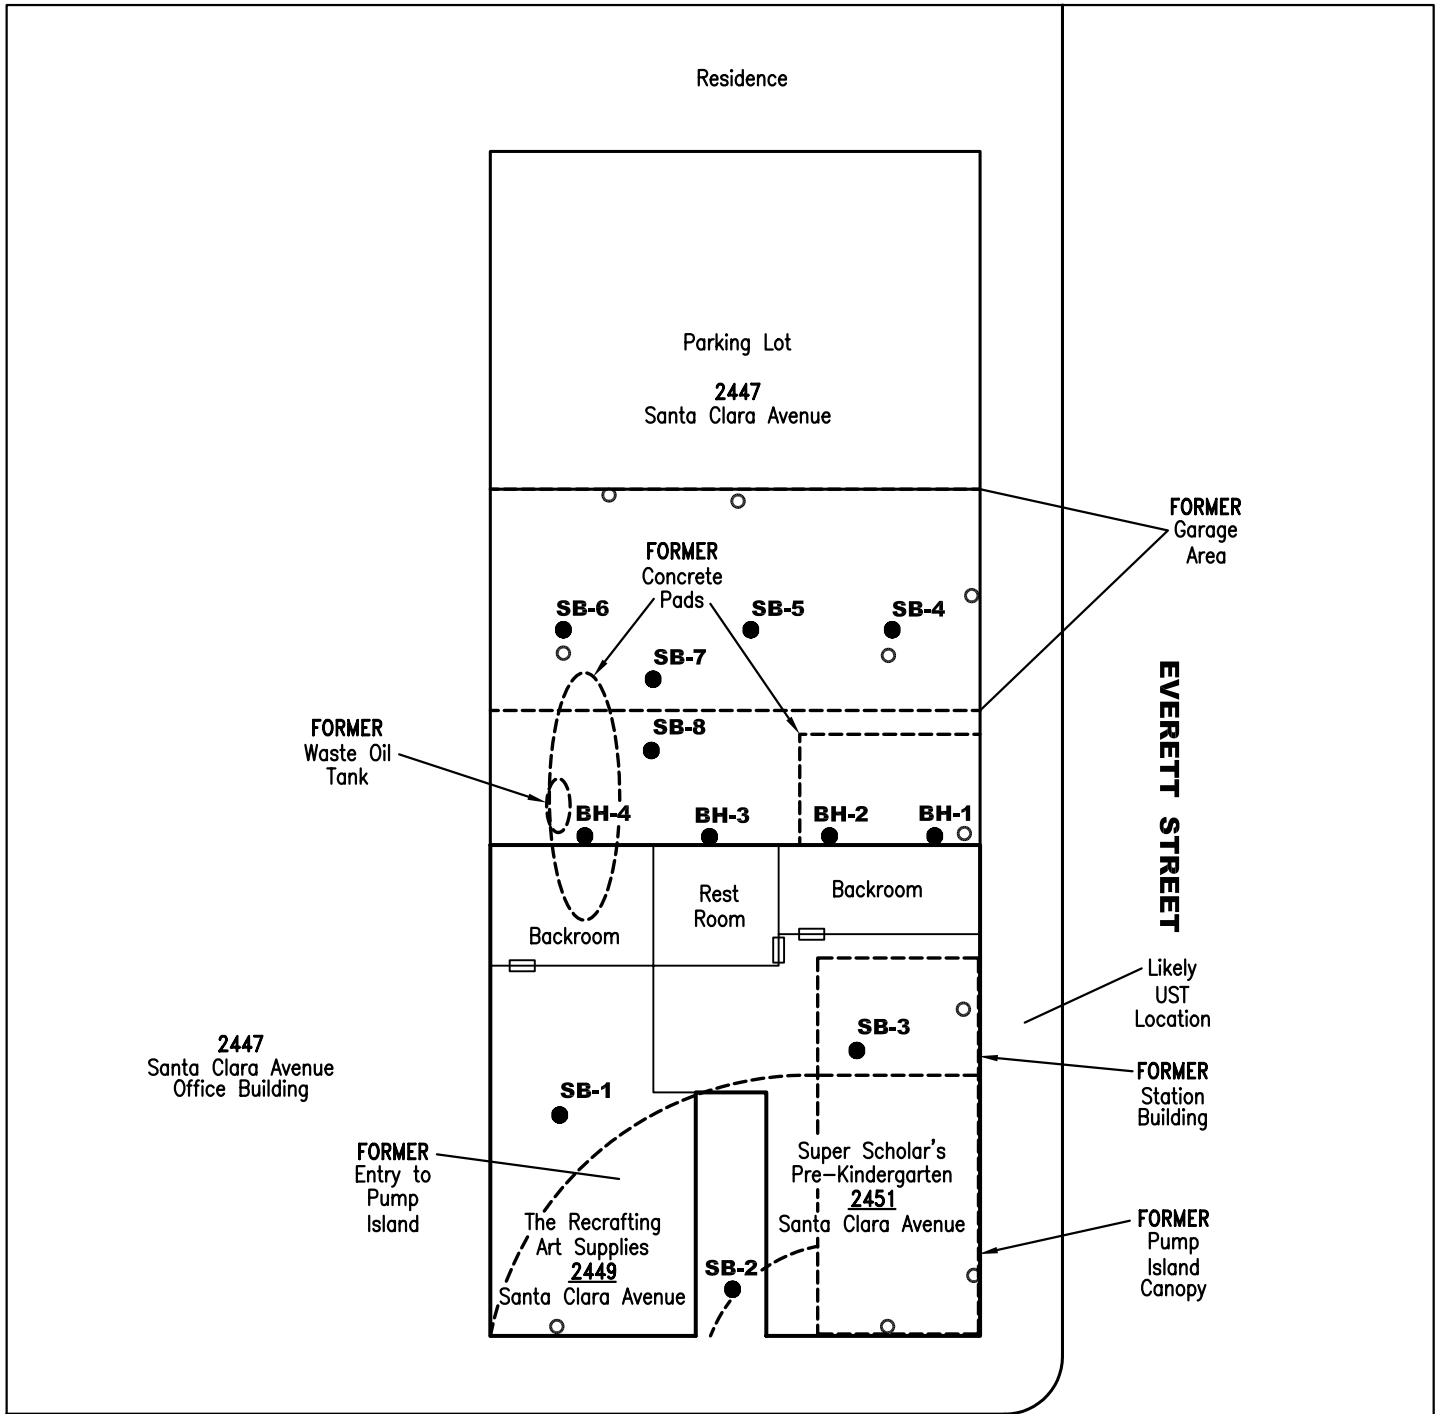 Residence
Parking Lot
2447
Santa Clara Avenue
FORMER
Garage
Area
FORMER
Concrete
Pads
SB-6
SB-5
SB-4
SB-7
EVERETT STREET
FORMER
Waste Oil
Tank
SB-8
BH-4
BH-3
BH-2
BH-1
Rest
Room
Backroom
Backroom
Likely
UST
Location
2447
Santa Clara Avenue
Office Building
SB-3
FORMER
Station
Building
SB-1
FORMER
Entry to
Pump
Island
Super Scholar's
Pre-Kindergarten
2451
Santa Clara Avenue
The Recrafting
Art Supplies
2449
Santa Clara Avenue
SB-2
FORMER
Pump
Island
Canopy